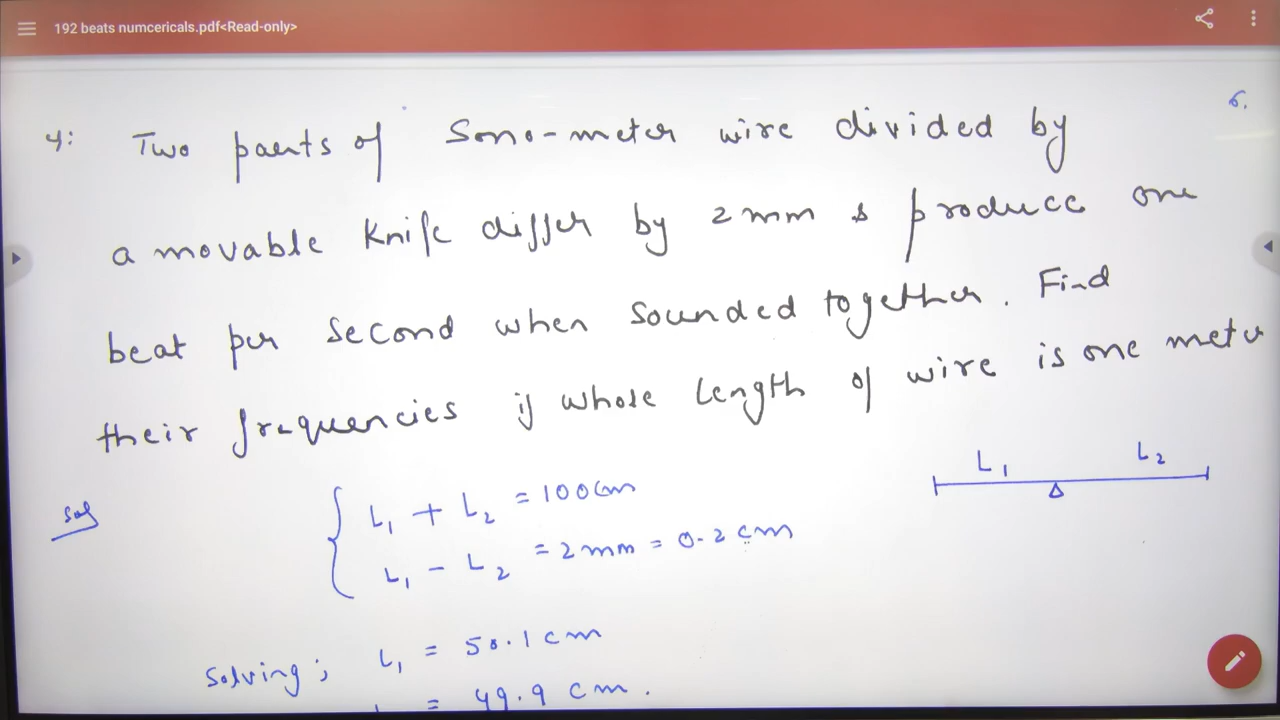 192 beats numcericals.pdf<Read-only>
6.
4: Two parts of Sono-meter wire divided by
a movable Knife differ by 2mm & produce one
beat per second when sounded together. Find
their frequencies if whole length of wire is one meter
L1 L2
Sol
L1 + L2 = 100cm
L1 - L2 = 2mm = 0.2 cm
Solving; L1 = 50.1 cm
= 49.9 cm.